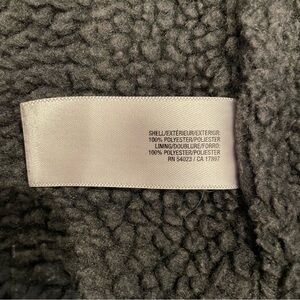 SHELL/EXTÉRIEUR/EXTERIOR:
100% POLYESTER/POLIESTER
LINING/DOUBLURE/FORRO:
100% POLYESTER/POLIESTER
RN 54023 / CA 17897